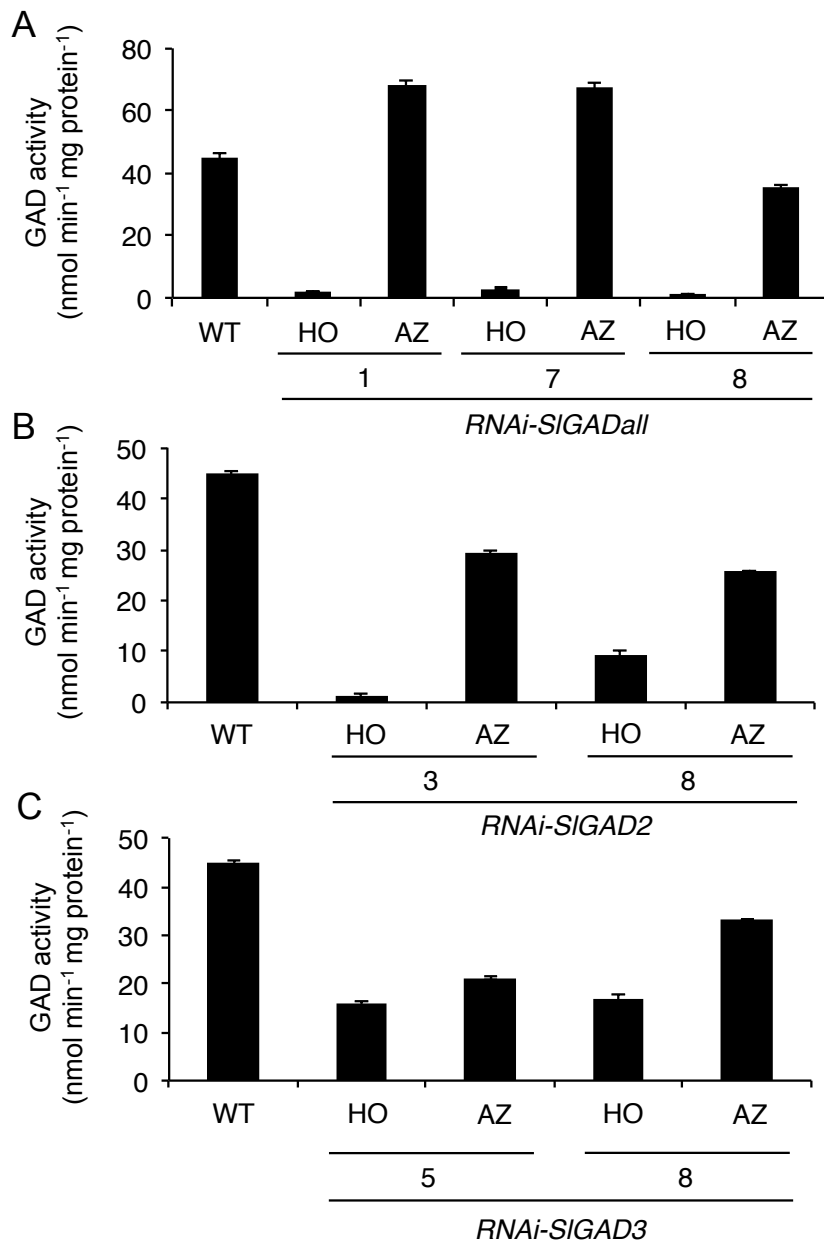 A
GAD activity
(nmol min⁻¹ mg protein⁻¹)
80
60
40
20
0
WT HO AZ HO AZ HO AZ
1 7 8
RNAi-SlGADall
B
GAD activity
(nmol min⁻¹ mg protein⁻¹)
50
40
30
20
10
0
WT HO AZ HO AZ
3 8
RNAi-SlGAD2
C
GAD activity
(nmol min⁻¹ mg protein⁻¹)
50
40
30
20
10
0
WT HO AZ HO AZ
5 8
RNAi-SlGAD3